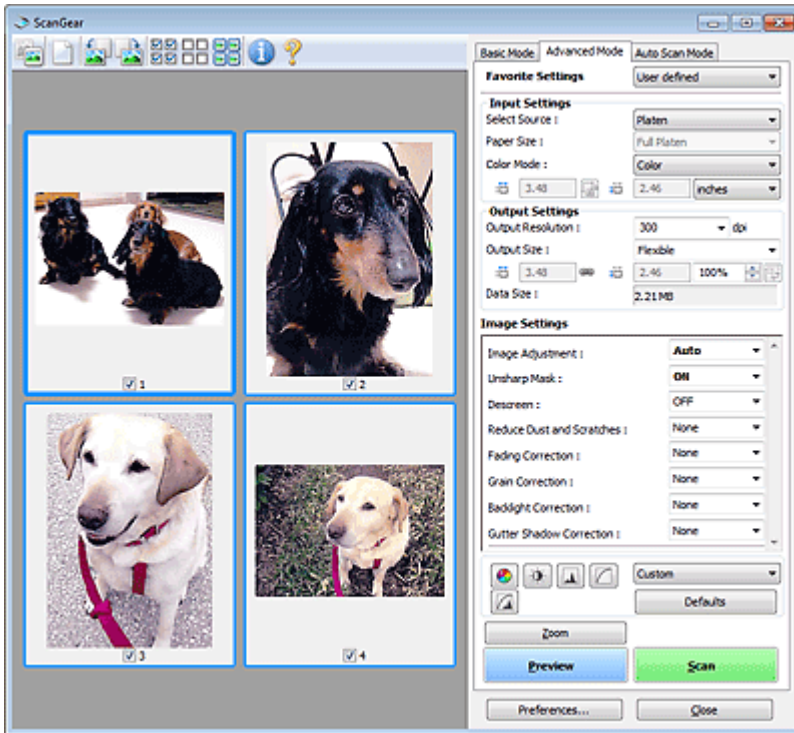 ScanGear
Basic Mode Advanced Mode Auto Scan Mode
Favorite Settings User defined
Input Settings
Select Source : Platen
Paper Size : Full Platen
Color Mode : Color
3.48 2.46 inches
Output Settings
Output Resolution : 300 dpi
Output Size : Flexible
3.48 2.46 100%
Data Size : 2.21MB
Image Settings
Image Adjustment : Auto
Unsharp Mask : ON
Descreen : OFF
Reduce Dust and Scratches : None
Fading Correction : None
Grain Correction : None
Backlight Correction : None
Gutter Shadow Correction : None
Custom
Defaults
Zoom
Preview Scan
Preferences... Close
1
2
3
4